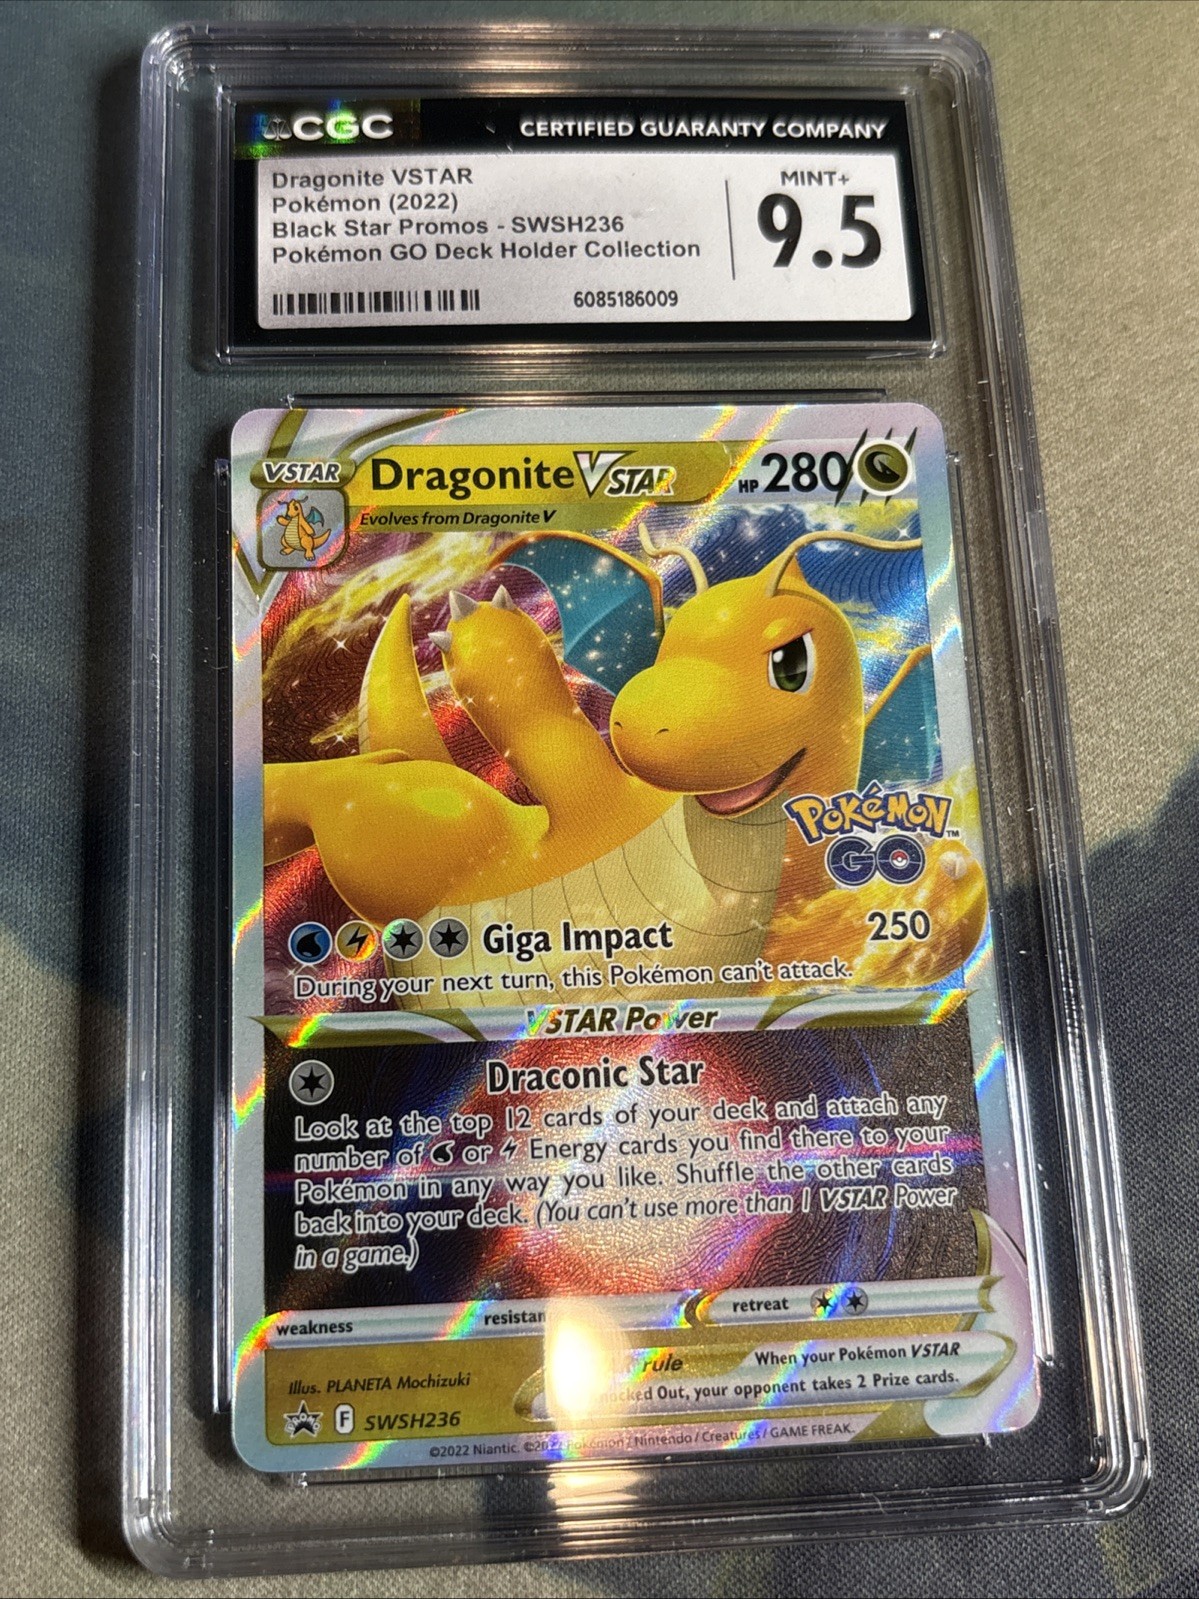 CGC CERTIFIED GUARANTY COMPANY
Dragonite VSTAR
Pokémon (2022)
Black Star Promos - SWSH236
Pokémon GO Deck Holder Collection
6085186009
MINT+
9.5
VSTAR Dragonite VSTAR HP 280
Evolves from Dragonite V
POKéMON™
GO
Giga Impact 250
During your next turn, this Pokémon can't attack.
VSTAR Power
Draconic Star
Look at the top 12 cards of your deck and attach any
number of or Energy cards you find there to your
Pokémon in any way you like. Shuffle the other cards
back into your deck. (You can't use more than 1 VSTAR Power
in a game.)
weakness resistan retreat
rule When your Pokémon VSTAR
Knocked Out, your opponent takes 2 Prize cards.
Illus. PLANETA Mochizuki
PROMO F SWSH236
©2022 Niantic. ©2022 Pokémon / Nintendo / Creatures / GAME FREAK.